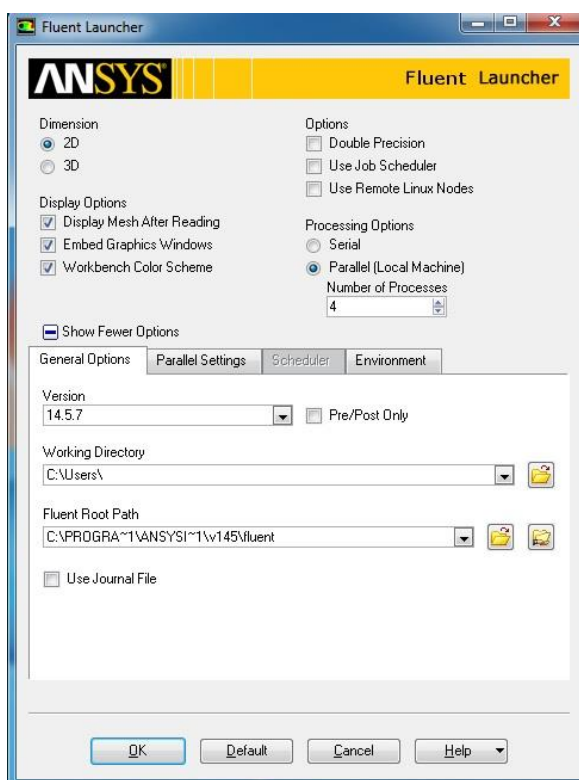 Fluent Launcher
ANSYS Fluent Launcher
Dimension
2D
3D
Display Options
Display Mesh After Reading
Embed Graphics Windows
Workbench Color Scheme
Options
Double Precision
Use Job Scheduler
Use Remote Linux Nodes
Processing Options
Serial
Parallel (Local Machine)
Number of Processes
4
Show Fewer Options
General Options Parallel Settings Scheduler Environment
Version
14.5.7 Pre/Post Only
Working Directory
C:\Users\
Fluent Root Path
C:\PROGRA~1\ANSYSI~1\v145\fluent
Use Journal File
OK Default Cancel Help